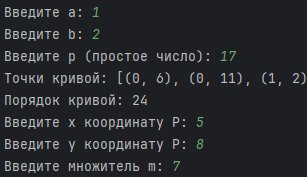 Введите a: 1
Введите b: 2
Введите p (простое число): 17
Точки кривой: [(0, 6), (0, 11), (1, 2)
Порядок кривой: 24
Введите x координату P: 5
Введите y координату P: 8
Введите множитель m: 7